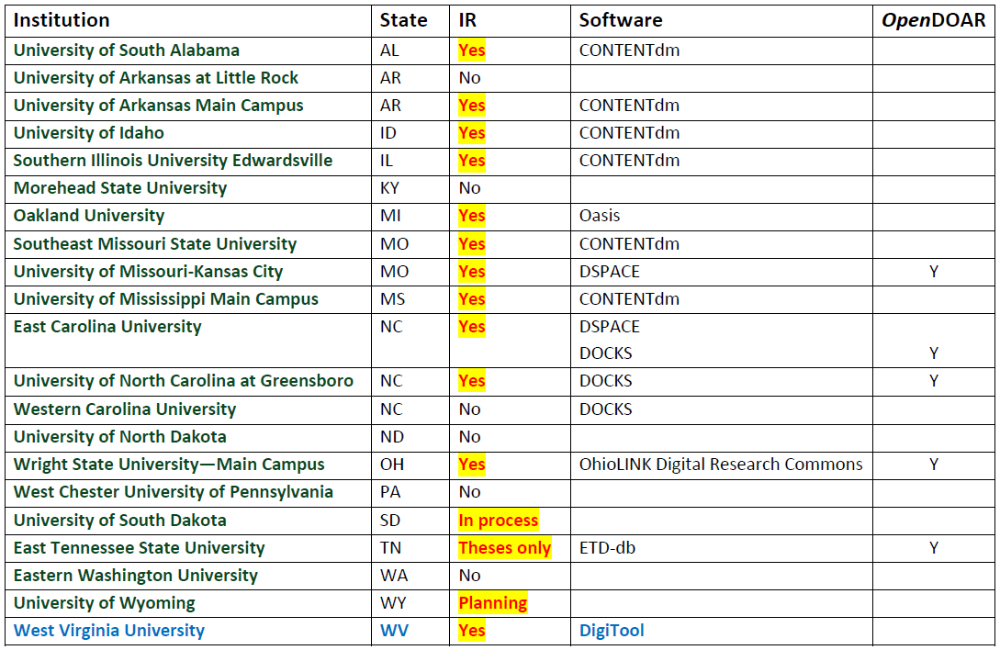 Institution State IR Software OpenDOAR
University of South Alabama AL Yes CONTENTdm
University of Arkansas at Little Rock AR No
University of Arkansas Main Campus AR Yes CONTENTdm
University of Idaho ID Yes CONTENTdm
Southern Illinois University Edwardsville IL Yes CONTENTdm
Morehead State University KY No
Oakland University MI Yes Oasis
Southeast Missouri State University MO Yes CONTENTdm
University of Missouri-Kansas City MO Yes DSPACE Y
University of Mississippi Main Campus MS Yes CONTENTdm
East Carolina University NC Yes DSPACE
DOCKS Y
University of North Carolina at Greensboro NC Yes DOCKS Y
Western Carolina University NC No DOCKS
University of North Dakota ND No
Wright State University—Main Campus OH Yes OhioLINK Digital Research Commons Y
West Chester University of Pennsylvania PA No
University of South Dakota SD In process
East Tennessee State University TN Theses only ETD-db Y
Eastern Washington University WA No
University of Wyoming WY Planning
West Virginia University WV Yes DigiTool